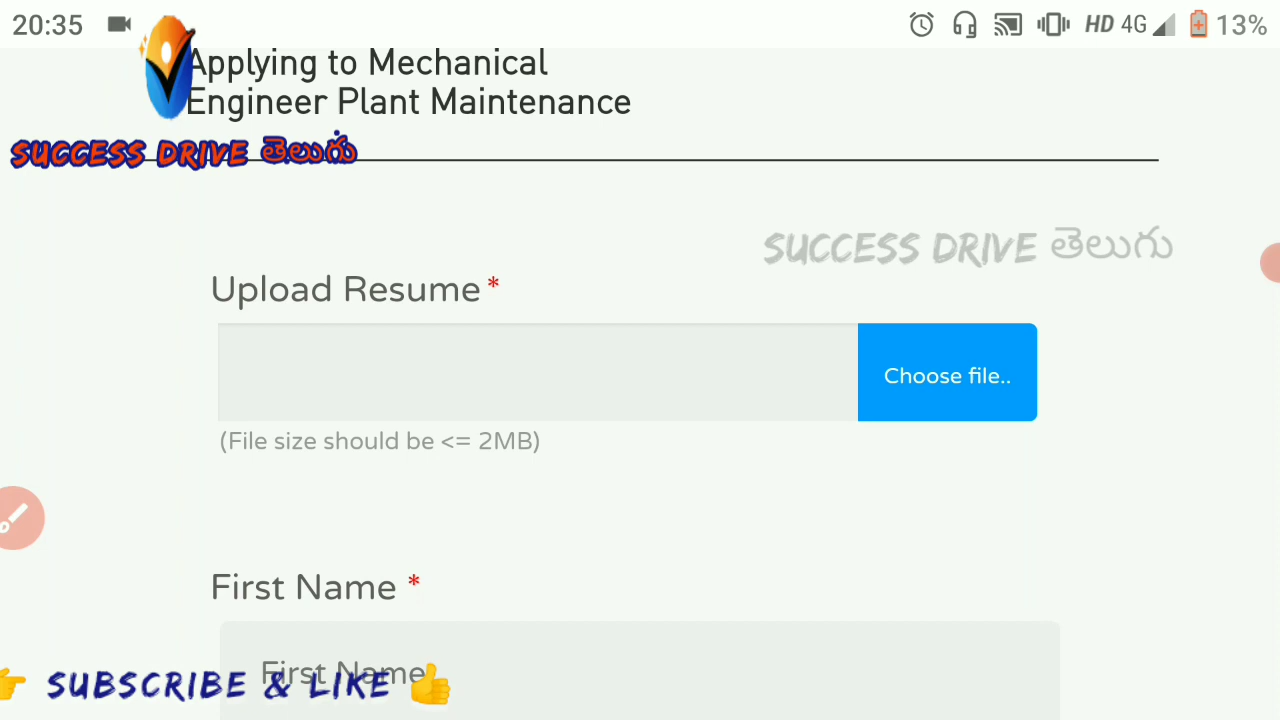 20:35 HD 4G 13%
Applying to Mechanical
Engineer Plant Maintenance
SUCCESS DRIVE తెలుగు
SUCCESS DRIVE తెలుగు
Upload Resume *
Choose file..
(File size should be <= 2MB)
First Name *
First Name
SUBSCRIBE & LIKE